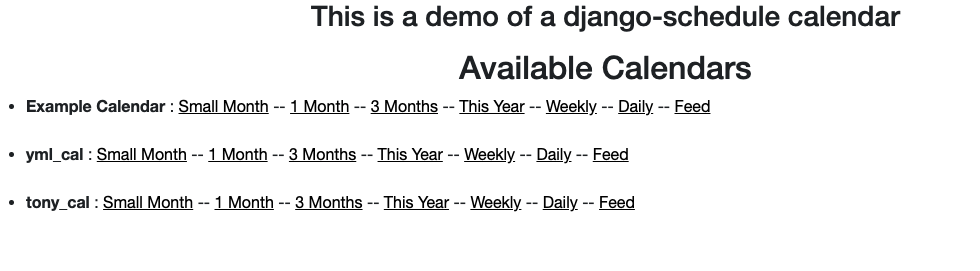 This is a demo of a django-schedule calendar
Available Calendars
• Example Calendar : Small Month -- 1 Month -- 3 Months -- This Year -- Weekly -- Daily -- Feed
• yml_cal : Small Month -- 1 Month -- 3 Months -- This Year -- Weekly -- Daily -- Feed
• tony_cal : Small Month -- 1 Month -- 3 Months -- This Year -- Weekly -- Daily -- Feed